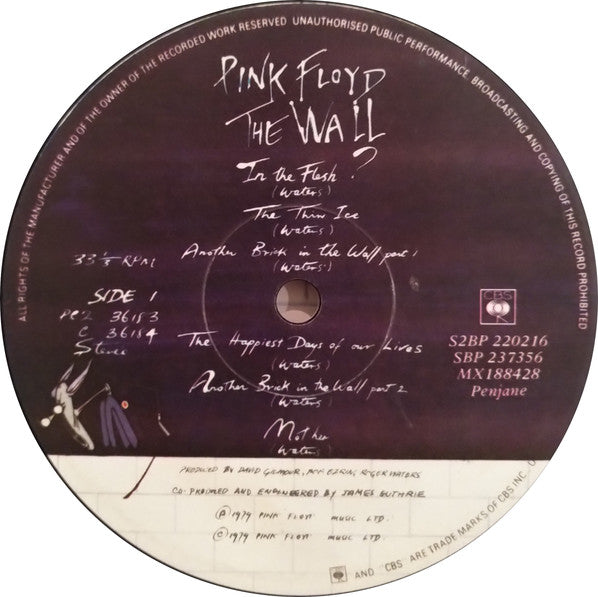 ALL RIGHTS OF THE MANUFACTURER AND OF THE OWNER OF THE RECORDED WORK RESERVED UNAUTHORISED PUBLIC PERFORMANCE BROADCASTING AND COPYING OF THIS RECORD PROHIBITED
PINK FLOYD
THE WALL
In the Flesh ?
(Waters)
The Thin Ice
(Waters)
Another Brick in the Wall part 1
(Waters)
33⅓ RPM
SIDE 1
PC2 36183
C 36184
Stereo
CBS
S2BP 220216
SBP 237356
MX188428
Penjane
The Happiest Days of our Lives
(Waters)
Another Brick in the Wall part 2
(Waters)
Mother
(Waters)
PRODUCED BY DAVID GILMOUR, BOB EZRIN, ROGER WATERS
CO-PRODUCED AND ENGINEERED BY JAMES GUTHRIE
Ⓟ 1979 PINK FLOYD MUSIC LTD.
© 1979 PINK FLOYD MUSIC LTD.
AND "CBS" ARE TRADE MARKS OF CBS INC.